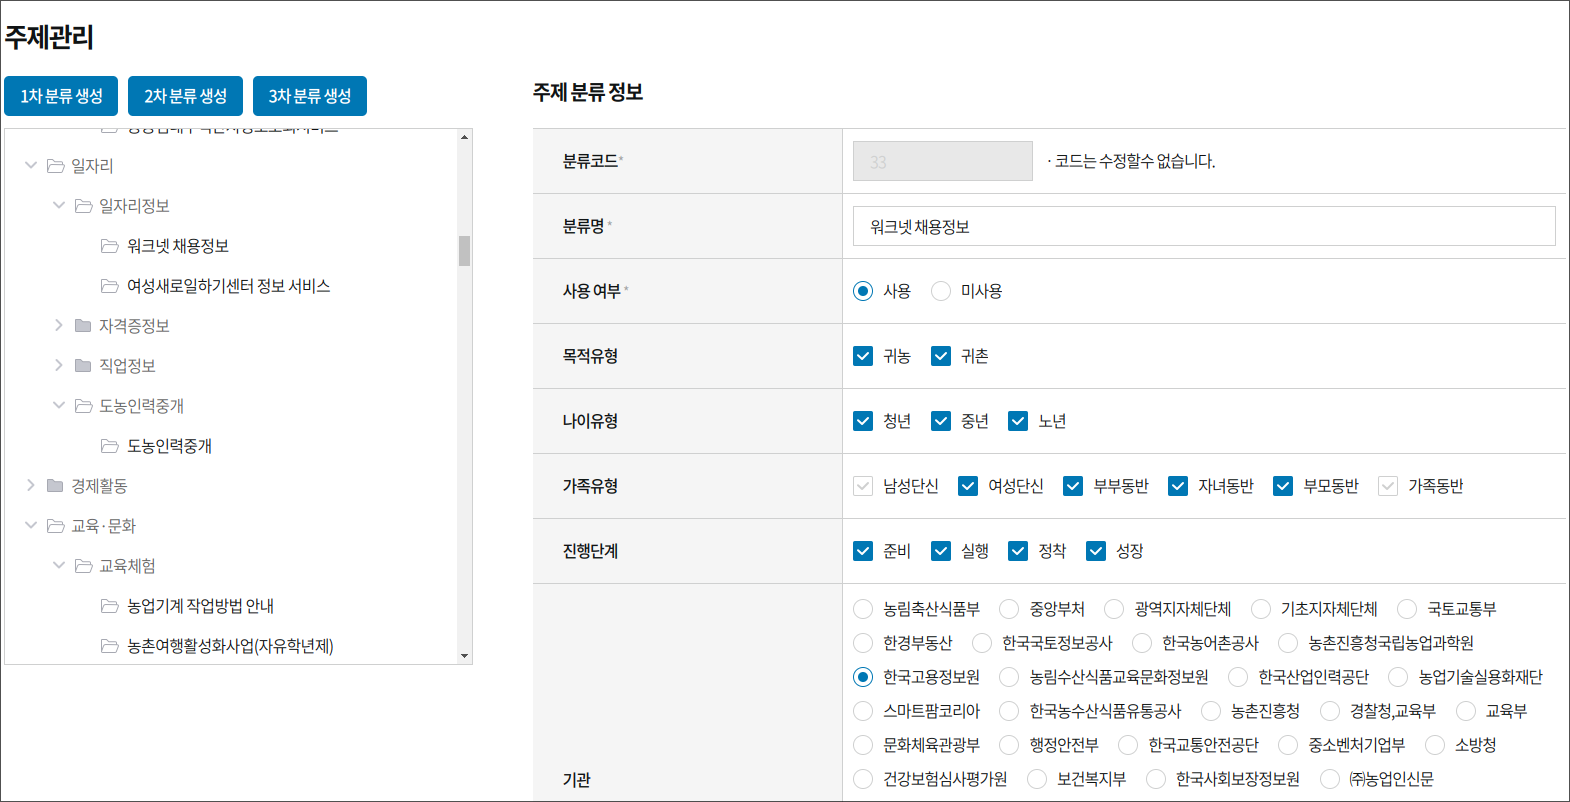 주제관리
1차 분류 생성 2차 분류 생성 3차 분류 생성
일자리
일자리정보
워크넷 채용정보
여성새로일하기센터 정보 서비스
자격증정보
직업정보
도농인력중개
도농인력중개
경제활동
교육·문화
교육체험
농업기계 작업방법 안내
농촌여행활성화사업(자유학년제)
주제 분류 정보
분류코드* 33 · 코드는 수정할수 없습니다.
분류명 * 워크넷 채용정보
사용 여부 * 사용 미사용
목적유형 귀농 귀촌
나이유형 청년 중년 노년
가족유형 남성단신 여성단신 부부동반 자녀동반 부모동반 가족동반
진행단계 준비 실행 정착 성장
농림축산식품부 중앙부처 광역지자체단체 기초지자체단체 국토교통부
한경부동산 한국국토정보공사 한국농어촌공사 농촌진흥청국립농업과학원
한국고용정보원 농림수산식품교육문화정보원 한국산업인력공단 농업기술실용화재단
스마트팜코리아 한국농수산식품유통공사 농촌진흥청 경찰청,교육부 교육부
문화체육관광부 행정안전부 한국교통안전공단 중소벤처기업부 소방청
기관 건강보험심사평가원 보건복지부 한국사회보장정보원 ㈜농업인신문